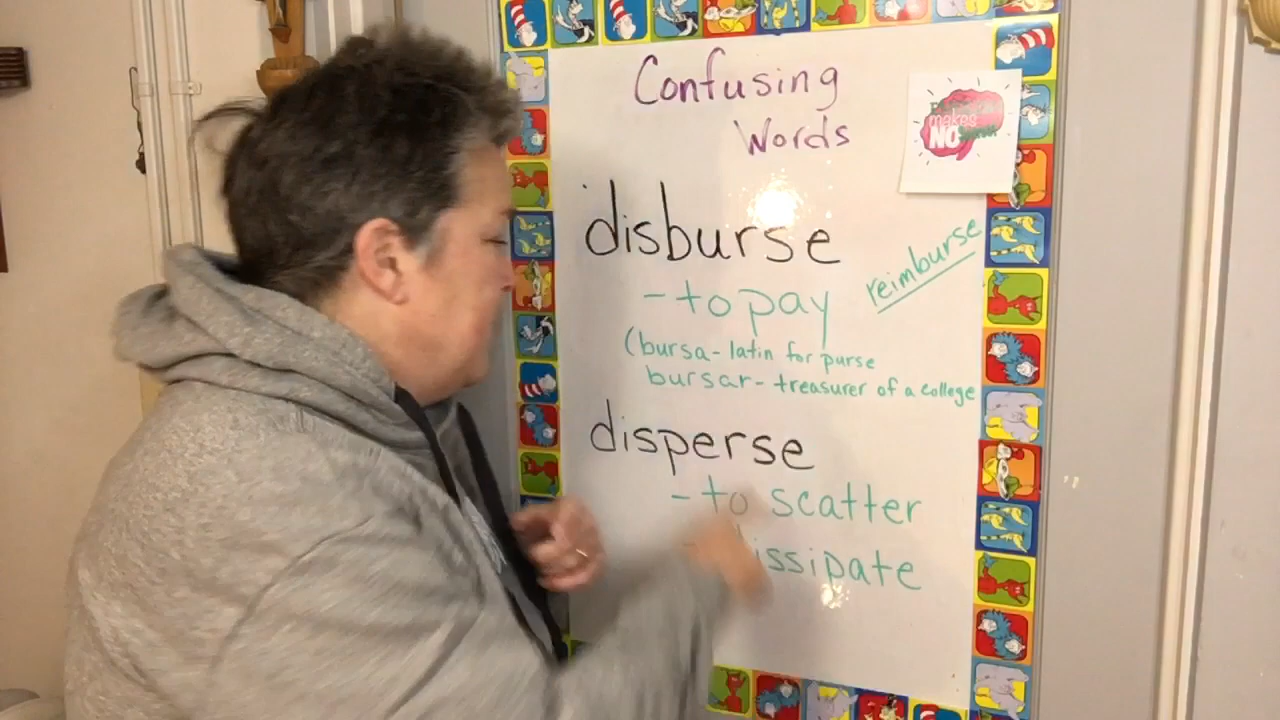 Confusing
Words
makes
NO
disburse
- to pay
reimburse
(bursa - latin for purse
bursar - treasurer of a college
disperse
- to scatter
issipate